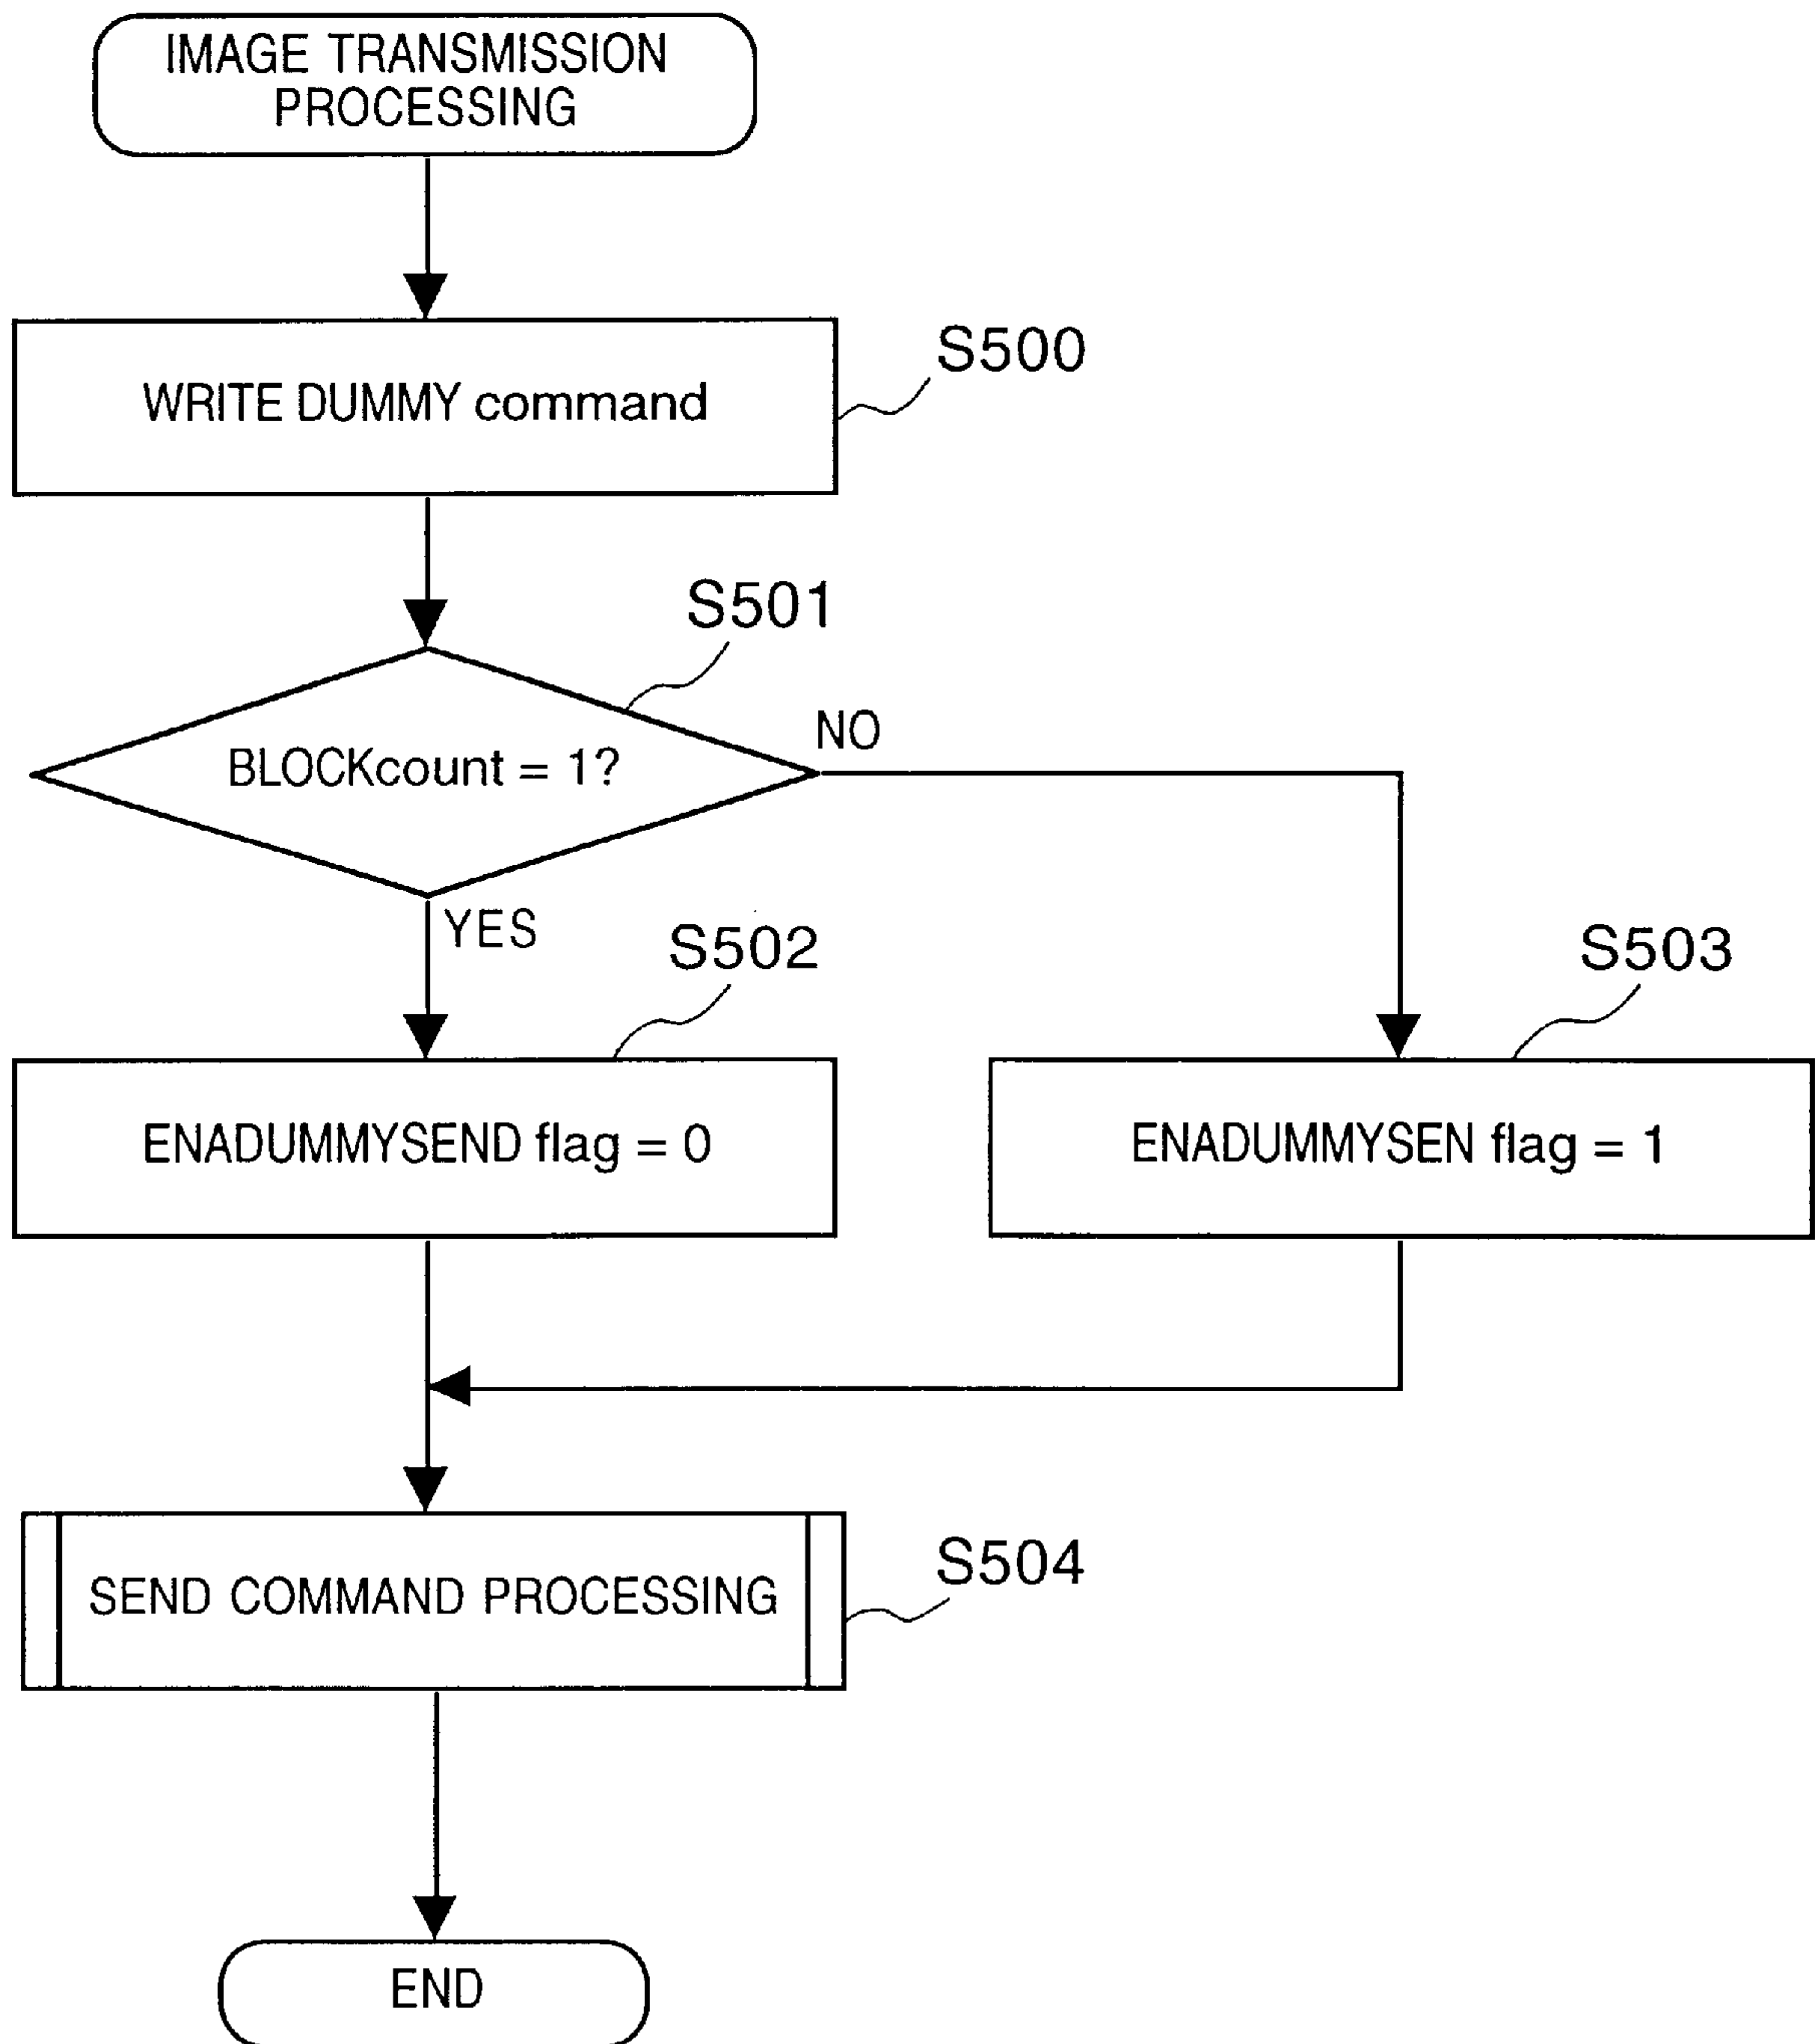 IMAGE TRANSMISSION
PROCESSING
S500
WRITE DUMMY command
S501
NO
BLOCKcount = 1?
YES
S502
S503
ENADUMMYSEND flag = 0
ENADUMMYSEN flag = 1
S504
SEND COMMAND PROCESSING
END